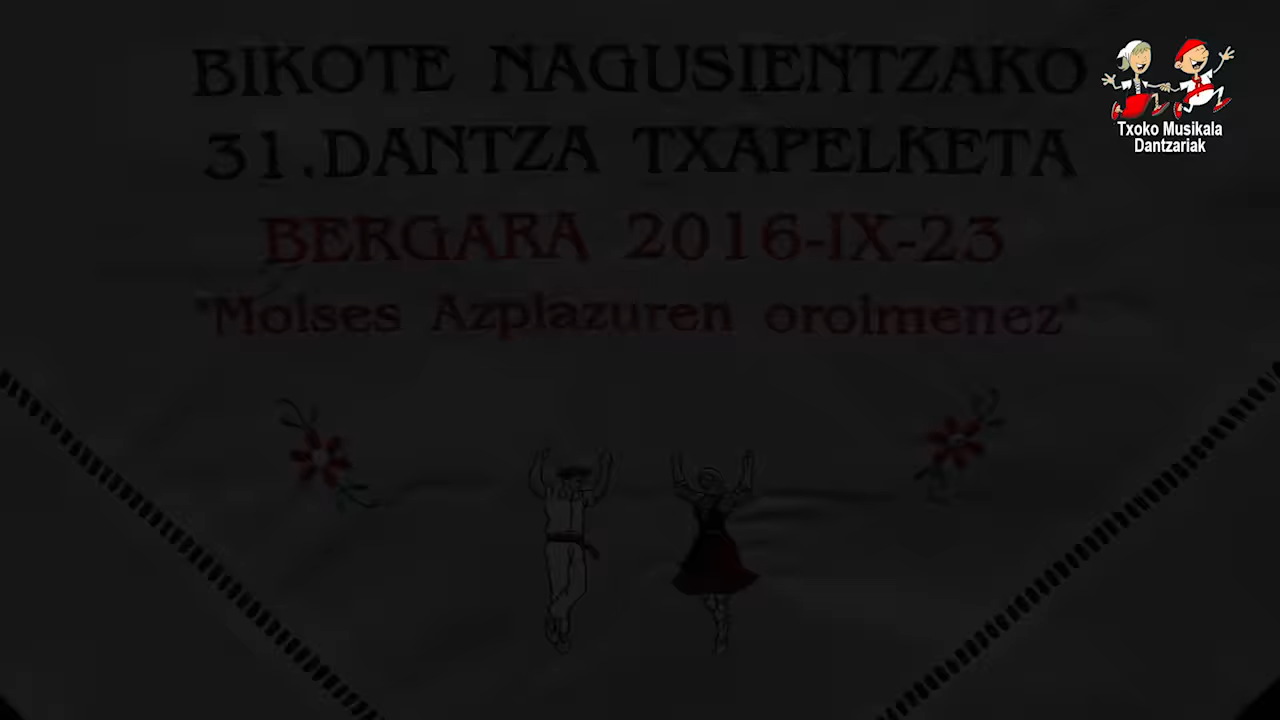 BIKOTE NAGUSIENTZAKO
31.DANTZA TXAPELKETA
BERGARA 2016-IX-23
"Moises Azpiazuren oroimenez"
Txoko Musikala
Dantzariak